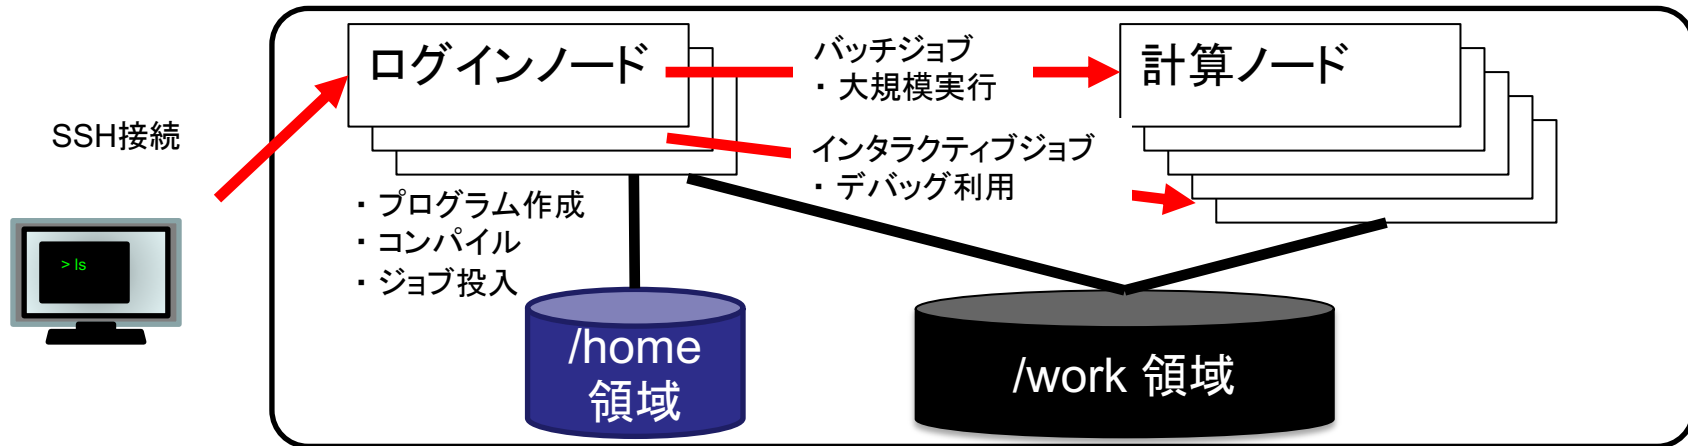 SSH接続
> ls
ログインノード
・プログラム作成
・コンパイル
・ジョブ投入
バッチジョブ
・大規模実行
インタラクティブジョブ
・デバッグ利用
計算ノード
/home
領域
/work 領域